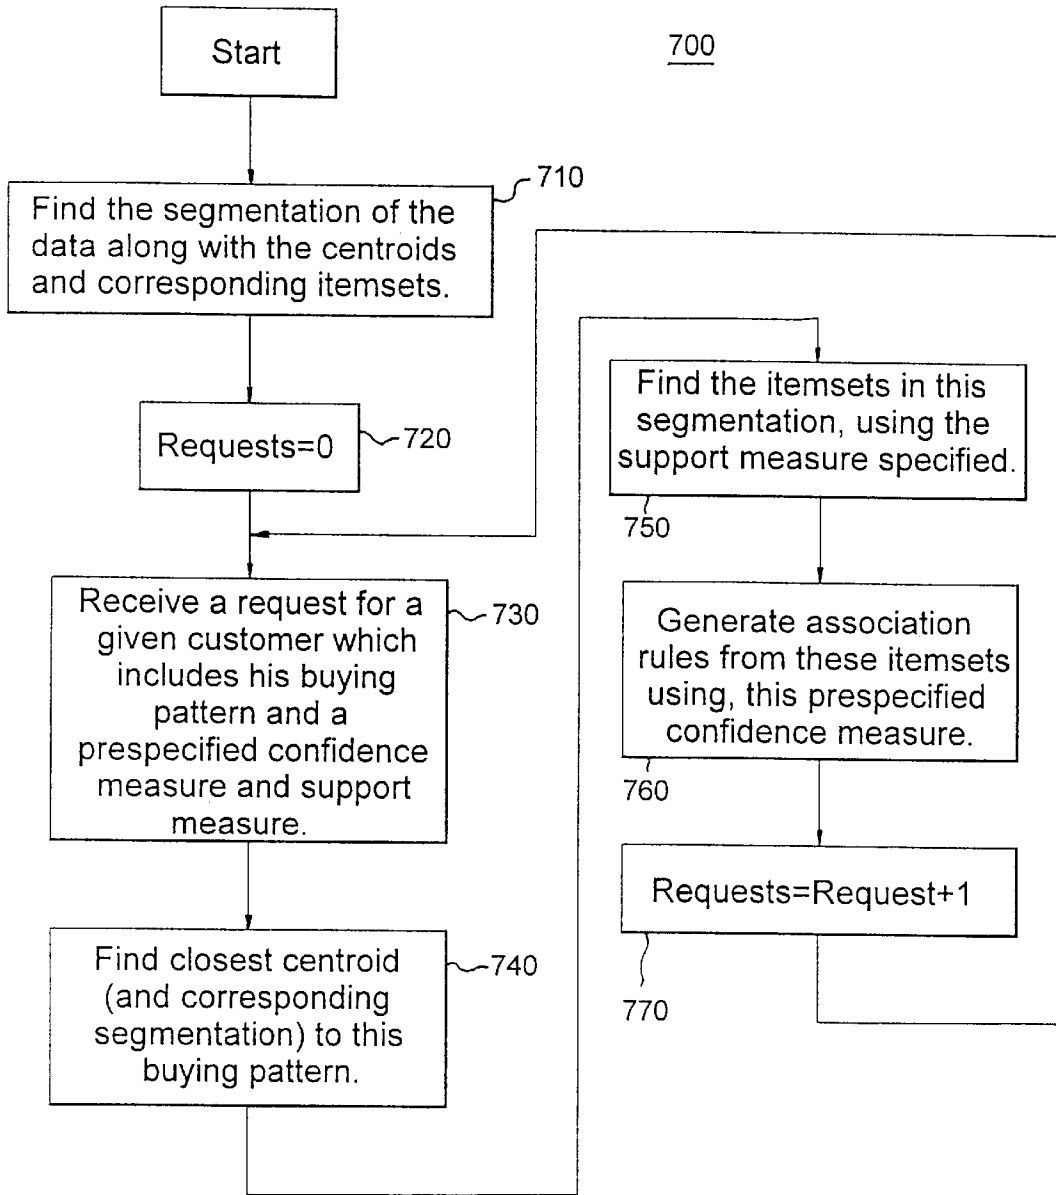 Start
700
710
Find the segmentation of the
data along with the centroids
and corresponding itemsets.
Requests=0
720
Receive a request for a
given customer which
includes his buying
pattern and a
prespecified confidence
measure and support
measure.
730
Find closest centroid
(and corresponding
segmentation) to this
buying pattern.
740
Find the itemsets in this
segmentation, using the
support measure specified.
750
Generate association
rules from these itemsets
using, this prespecified
confidence measure.
760
Requests=Request+1
770